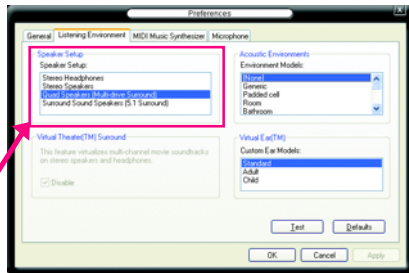 Preferences
General Listening Environment MIDI Music Synthesizer Microphone
Speaker Setup
Speaker Setup:
Stereo Headphones
Stereo Speakers
Quad Speakers (Multi-drive Surround)
Surround Sound Speakers (5.1 Surround)
Acoustic Environments
Environment Models:
(None)
Generic
Padded cell
Room
Bathroom
Virtual Theater(TM) Surround
This feature virtualizes multi-channel movie soundtracks
on stereo speakers and headphones.
Disable
Virtual Ear(TM)
Custom Ear Models:
Standard
Adult
Child
Test Defaults
OK Cancel Apply